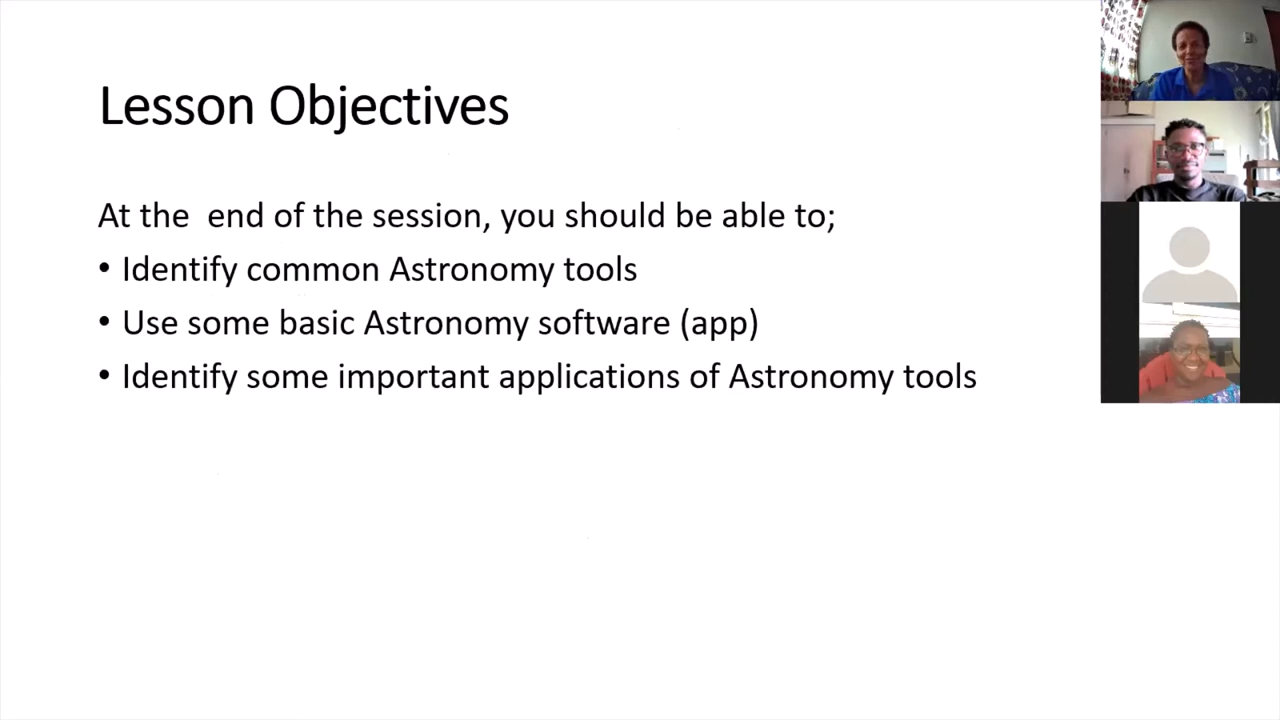 Lesson Objectives
At the  end of the session, you should be able to;
• Identify common Astronomy tools
• Use some basic Astronomy software (app)
• Identify some important applications of Astronomy tools